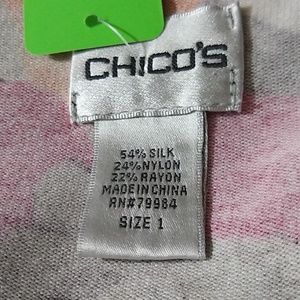 CHICO'S
54% SILK
24% NYLON
22% RAYON
MADE IN CHINA
RN#79984
SIZE 1